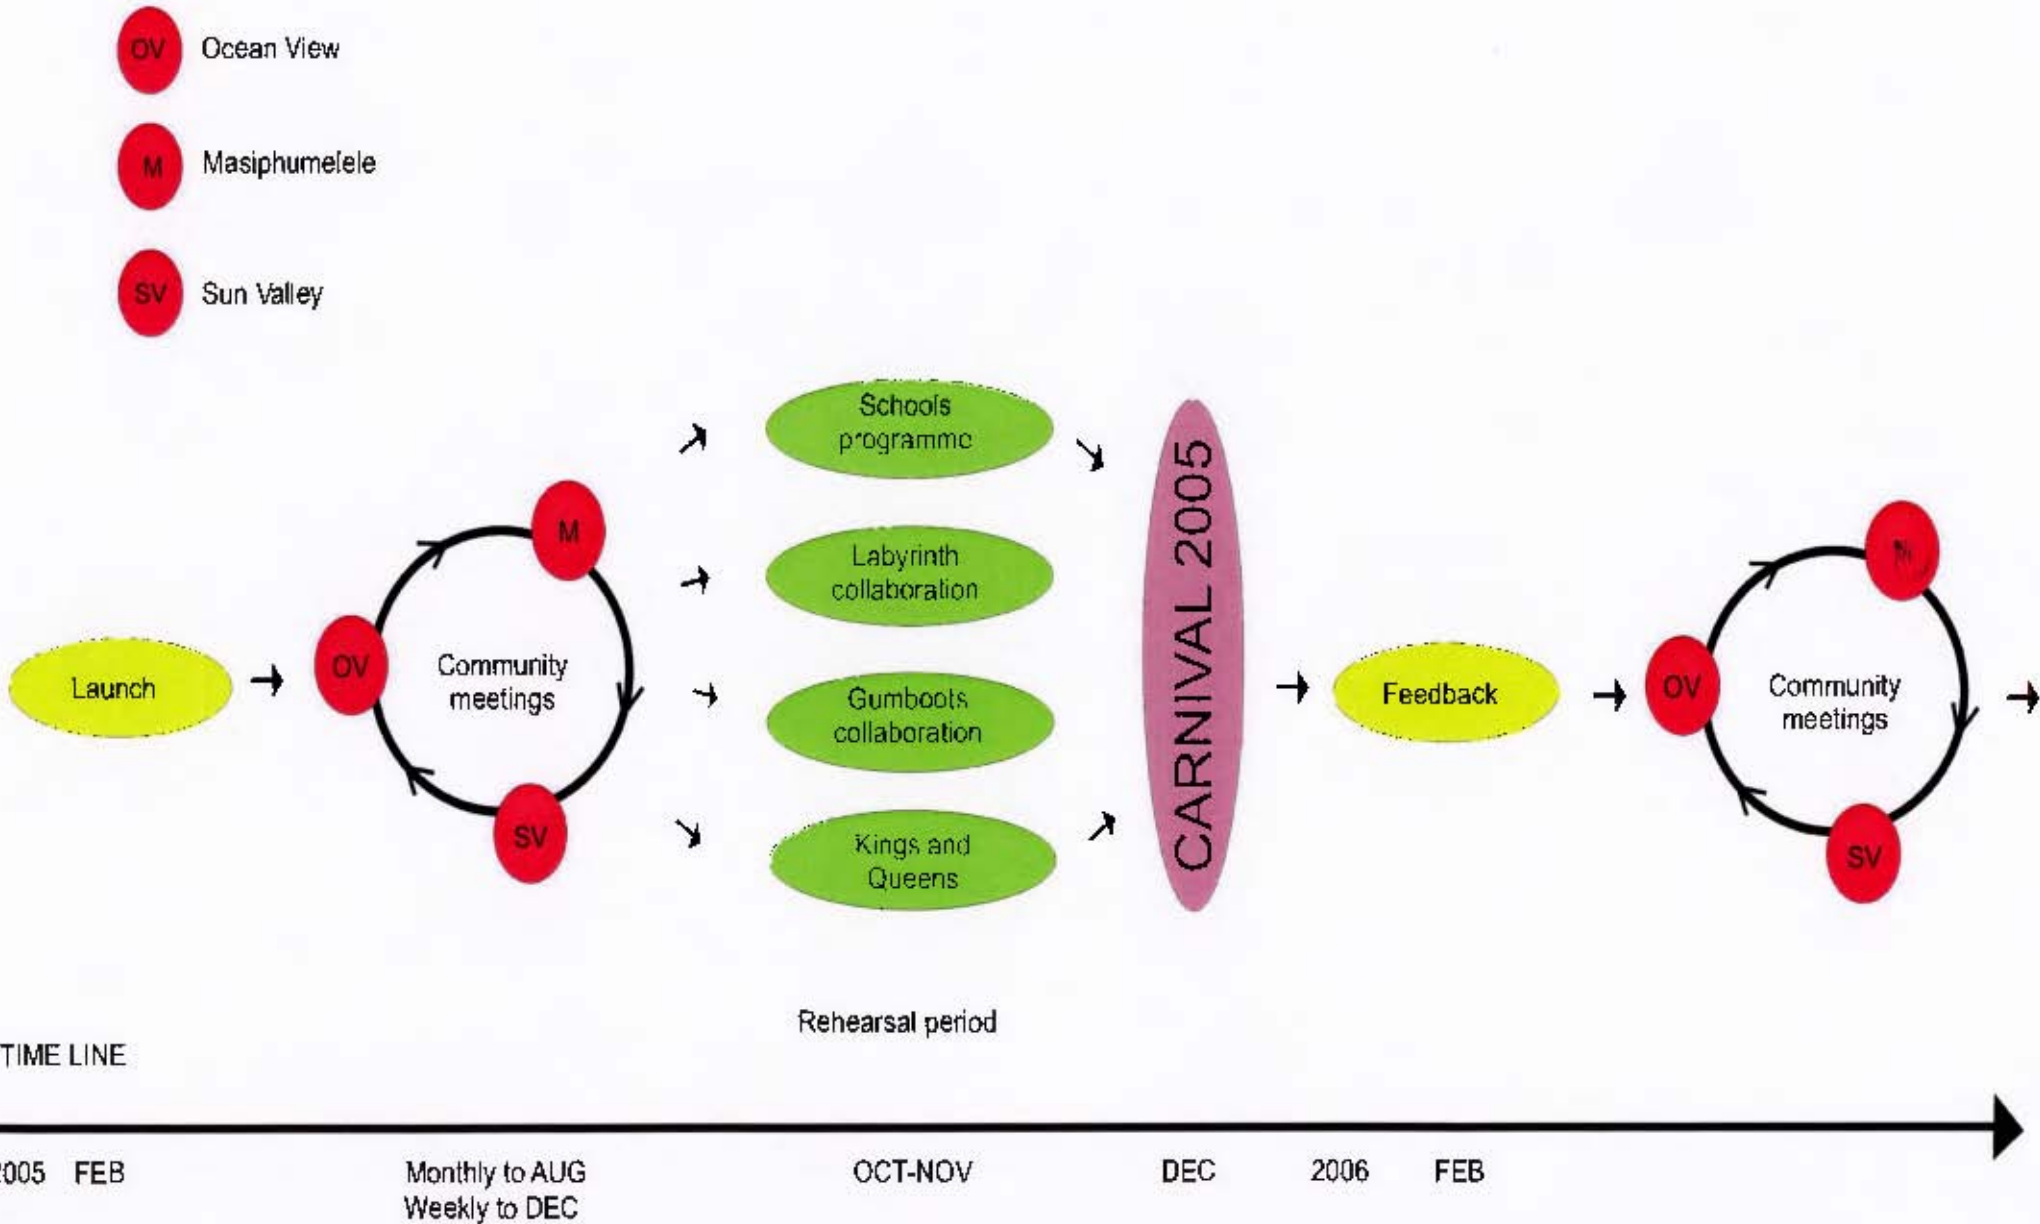 OV Ocean View
M Masiphumelele
SV Sun Valley
Launch
OV
M
SV
Community
meetings
Schools
programme
Labyrinth
collaboration
Gumboots
collaboration
Kings and
Queens
CARNIVAL 2005
Feedback
OV
SV
Community
meetings
Rehearsal period
TIME LINE
FEB
Monthly to AUG
Weekly to DEC
OCT-NOV
DEC
2006
FEB